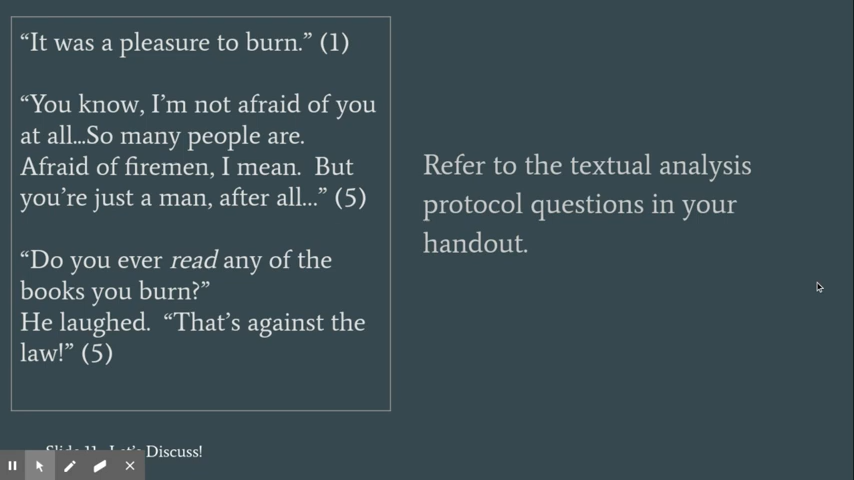 “It was a pleasure to burn.” (1)
“You know, I’m not afraid of you
at all...So many people are.
Afraid of firemen, I mean.  But
you’re just a man, after all...” (5)
“Do you ever read any of the
books you burn?”
He laughed.  “That’s against the
law!” (5)
Refer to the textual analysis
protocol questions in your
handout.
Slide 11: Let’s Discuss!